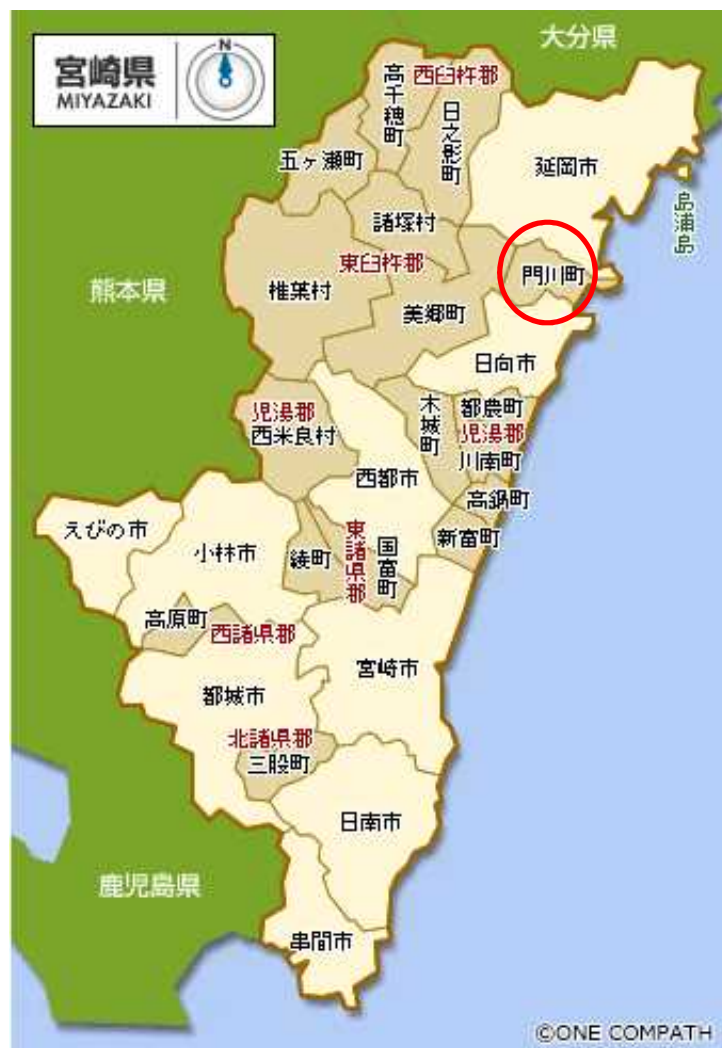 宮崎県
MIYAZAKI
N
大分県
西臼杵郡
高千穂町
日之影町
五ヶ瀬町
延岡市
島浦島
諸塚村
東臼杵郡
椎葉村
門川町
美郷町
熊本県
日向市
児湯郡
西米良村
木城町
都農町
児湯郡
川南町
西都市
高鍋町
えびの市
小林市
綾町
東諸県郡
国富町
新富町
高原町
西諸県郡
宮崎市
都城市
北諸県郡
三股町
日南市
鹿児島県
串間市
©ONE COMPATH